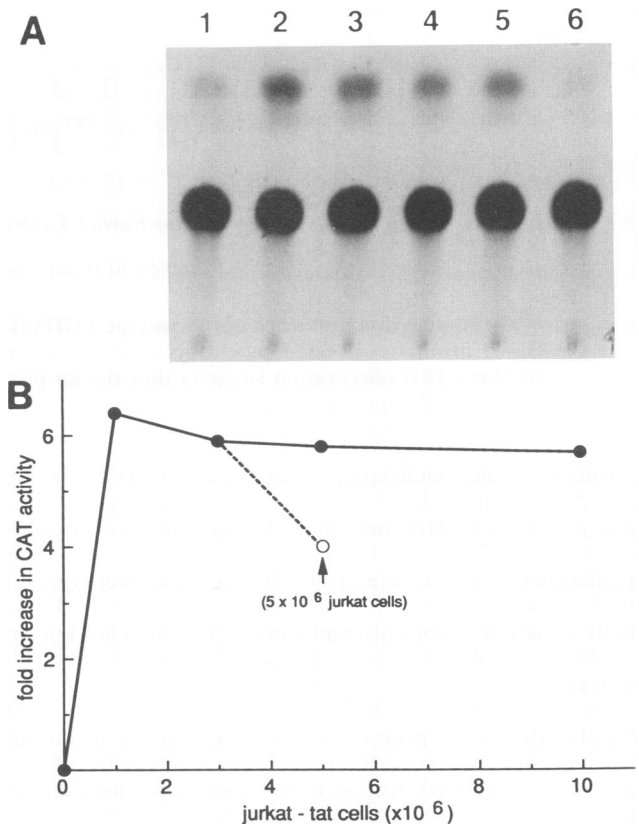 A
1 2 3 4 5 6
B
fold increase in CAT activity
6
4
2
0
(5 x 10 6 jurkat cells)
0 2 4 6 8 10
jurkat - tat cells (x10 6 )